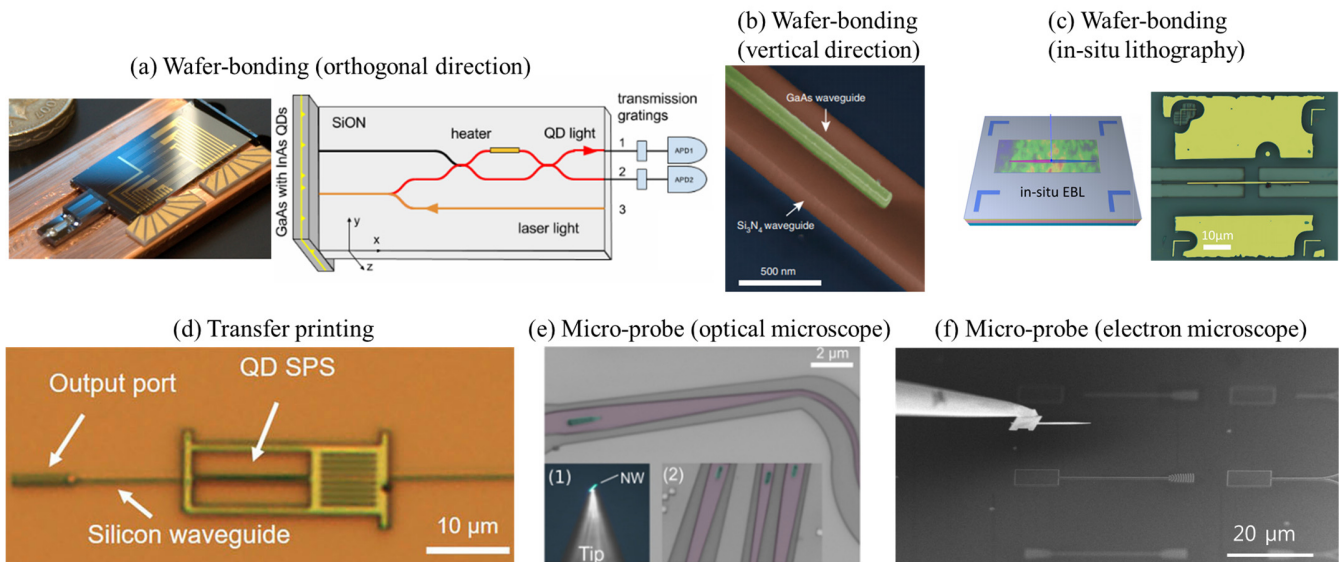 (a) Wafer-bonding (orthogonal direction)
GaAs with InAs QDs
SiON
heater
QD light
transmission
gratings
1
APD1
2
APD2
3
laser light
y
x
z
(b) Wafer-bonding
(vertical direction)
GaAs waveguide
Si₃N₄ waveguide
500 nm
(c) Wafer-bonding
(in-situ lithography)
in-situ EBL
10μm
(d) Transfer printing
Output port
QD SPS
Silicon waveguide
10 μm
(e) Micro-probe (optical microscope)
2 μm
(1)
NW
Tip
(2)
(f) Micro-probe (electron microscope)
20 μm